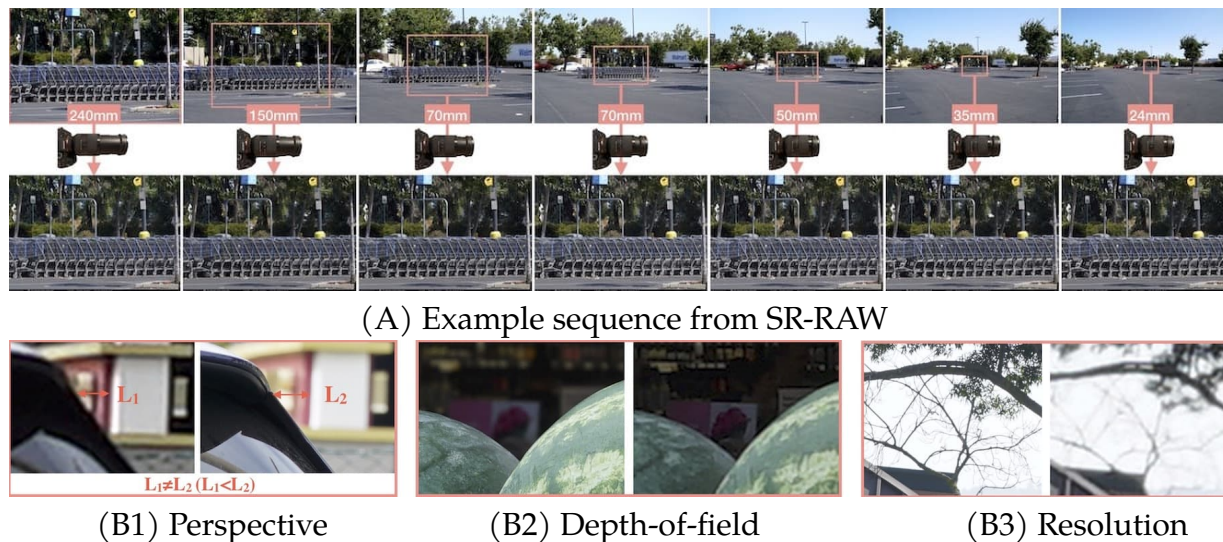 240mm
150mm
70mm
70mm
50mm
35mm
24mm
(A) Example sequence from SR-RAW
L₁
L₂
L₁≠L₂ (L₁<L₂)
(B1) Perspective
(B2) Depth-of-field
(B3) Resolution